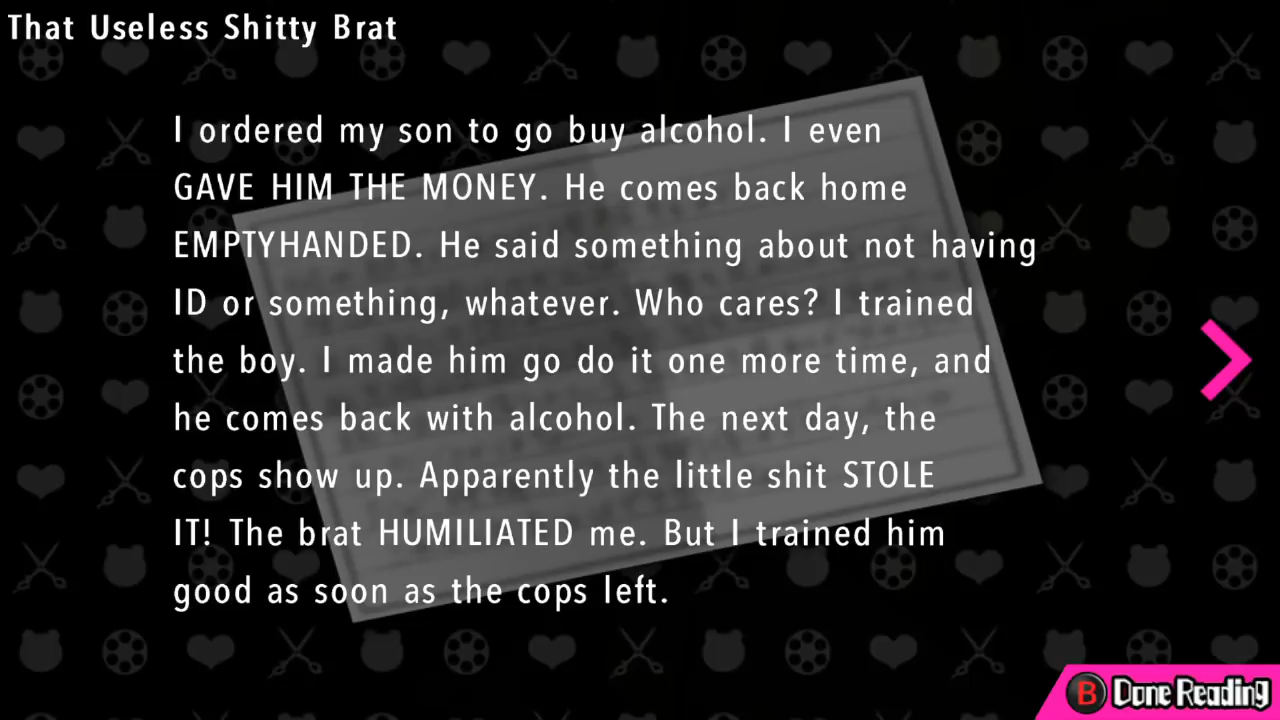 That Useless Shitty Brat
I ordered my son to go buy alcohol. I even
GAVE HIM THE MONEY. He comes back home
EMPTYHANDED. He said something about not having
ID or something, whatever. Who cares? I trained
the boy. I made him go do it one more time, and
he comes back with alcohol. The next day, the
cops show up. Apparently the little shit STOLE
IT! The brat HUMILIATED me. But I trained him
good as soon as the cops left.
B Done Reading